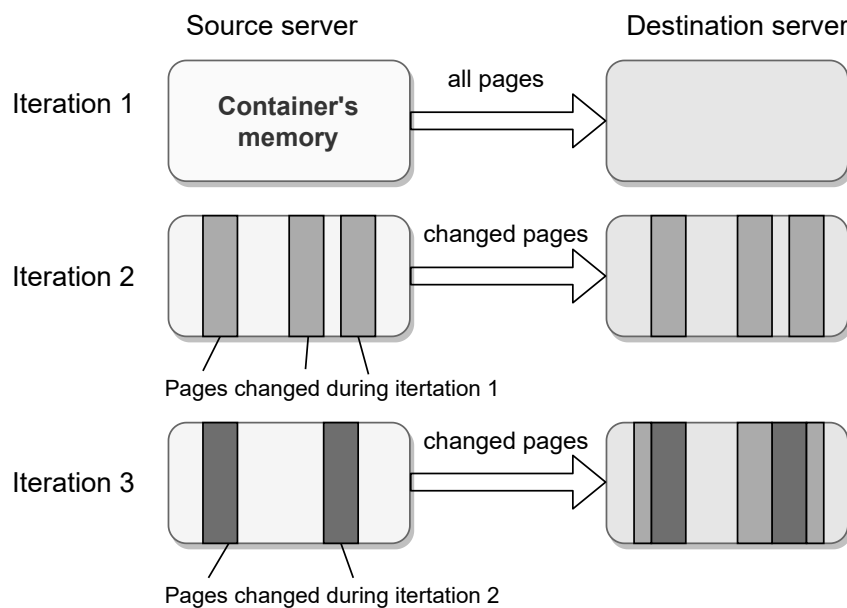 Source server
Destination server
Iteration 1
Container's
memory
all pages
Iteration 2
changed pages
Pages changed during itertation 1
Iteration 3
changed pages
Pages changed during itertation 2